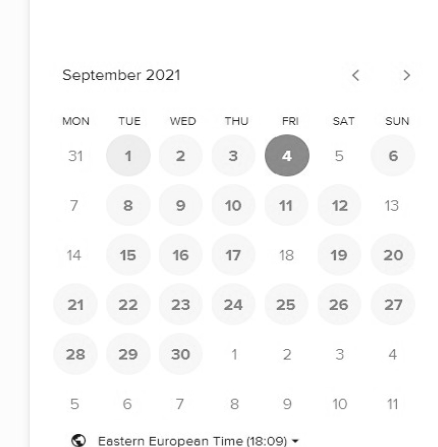 September 2021
MON TUE WED THU FRI SAT SUN
31 1 2 3 4 5 6
7 8 9 10 11 12 13
14 15 16 17 18 19 20
21 22 23 24 25 26 27
28 29 30 1 2 3 4
5 6 7 8 9 10 11
Eastern European Time (18:09)